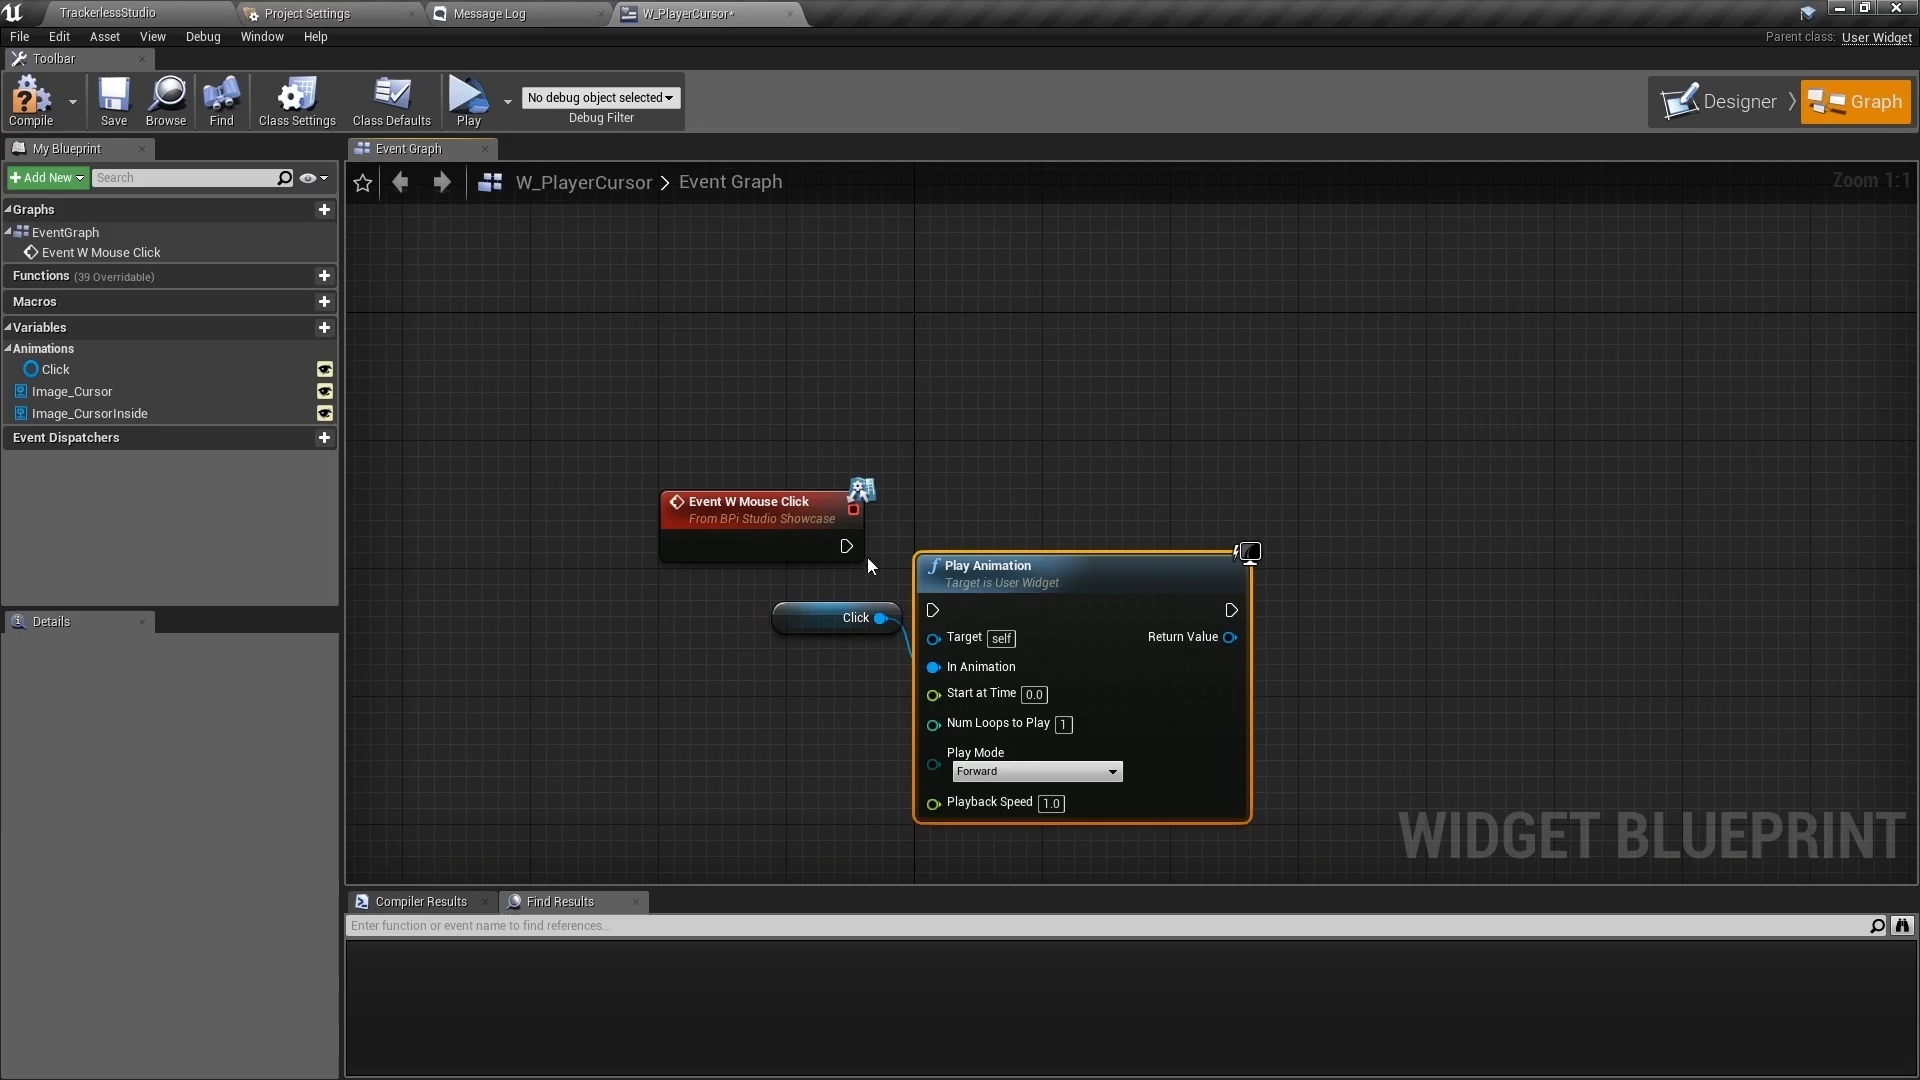 TrackerlessStudio
Project Settings
Message Log
W_PlayerCursor*
File Edit Asset View Debug Window Help
Parent class: User Widget
Toolbar
Compile
Save
Browse
Find
Class Settings
Class Defaults
Play
No debug object selected
Debug Filter
Designer
Graph
My Blueprint
Event Graph
Add New
Search
W_PlayerCursor > Event Graph
Zoom 1:1
Graphs
EventGraph
Event W Mouse Click
Functions (39 Overridable)
Macros
Variables
Animations
Click
Image_Cursor
Image_CursorInside
Event Dispatchers
Details
Event W Mouse Click
From BPi Studio Showcase
Click
Play Animation
Target is User Widget
Target self
Return Value
In Animation
Start at Time 0.0
Num Loops to Play 1
Play Mode
Forward
Playback Speed 1.0
WIDGET BLUEPRINT
Compiler Results
Find Results
Enter function or event name to find references...